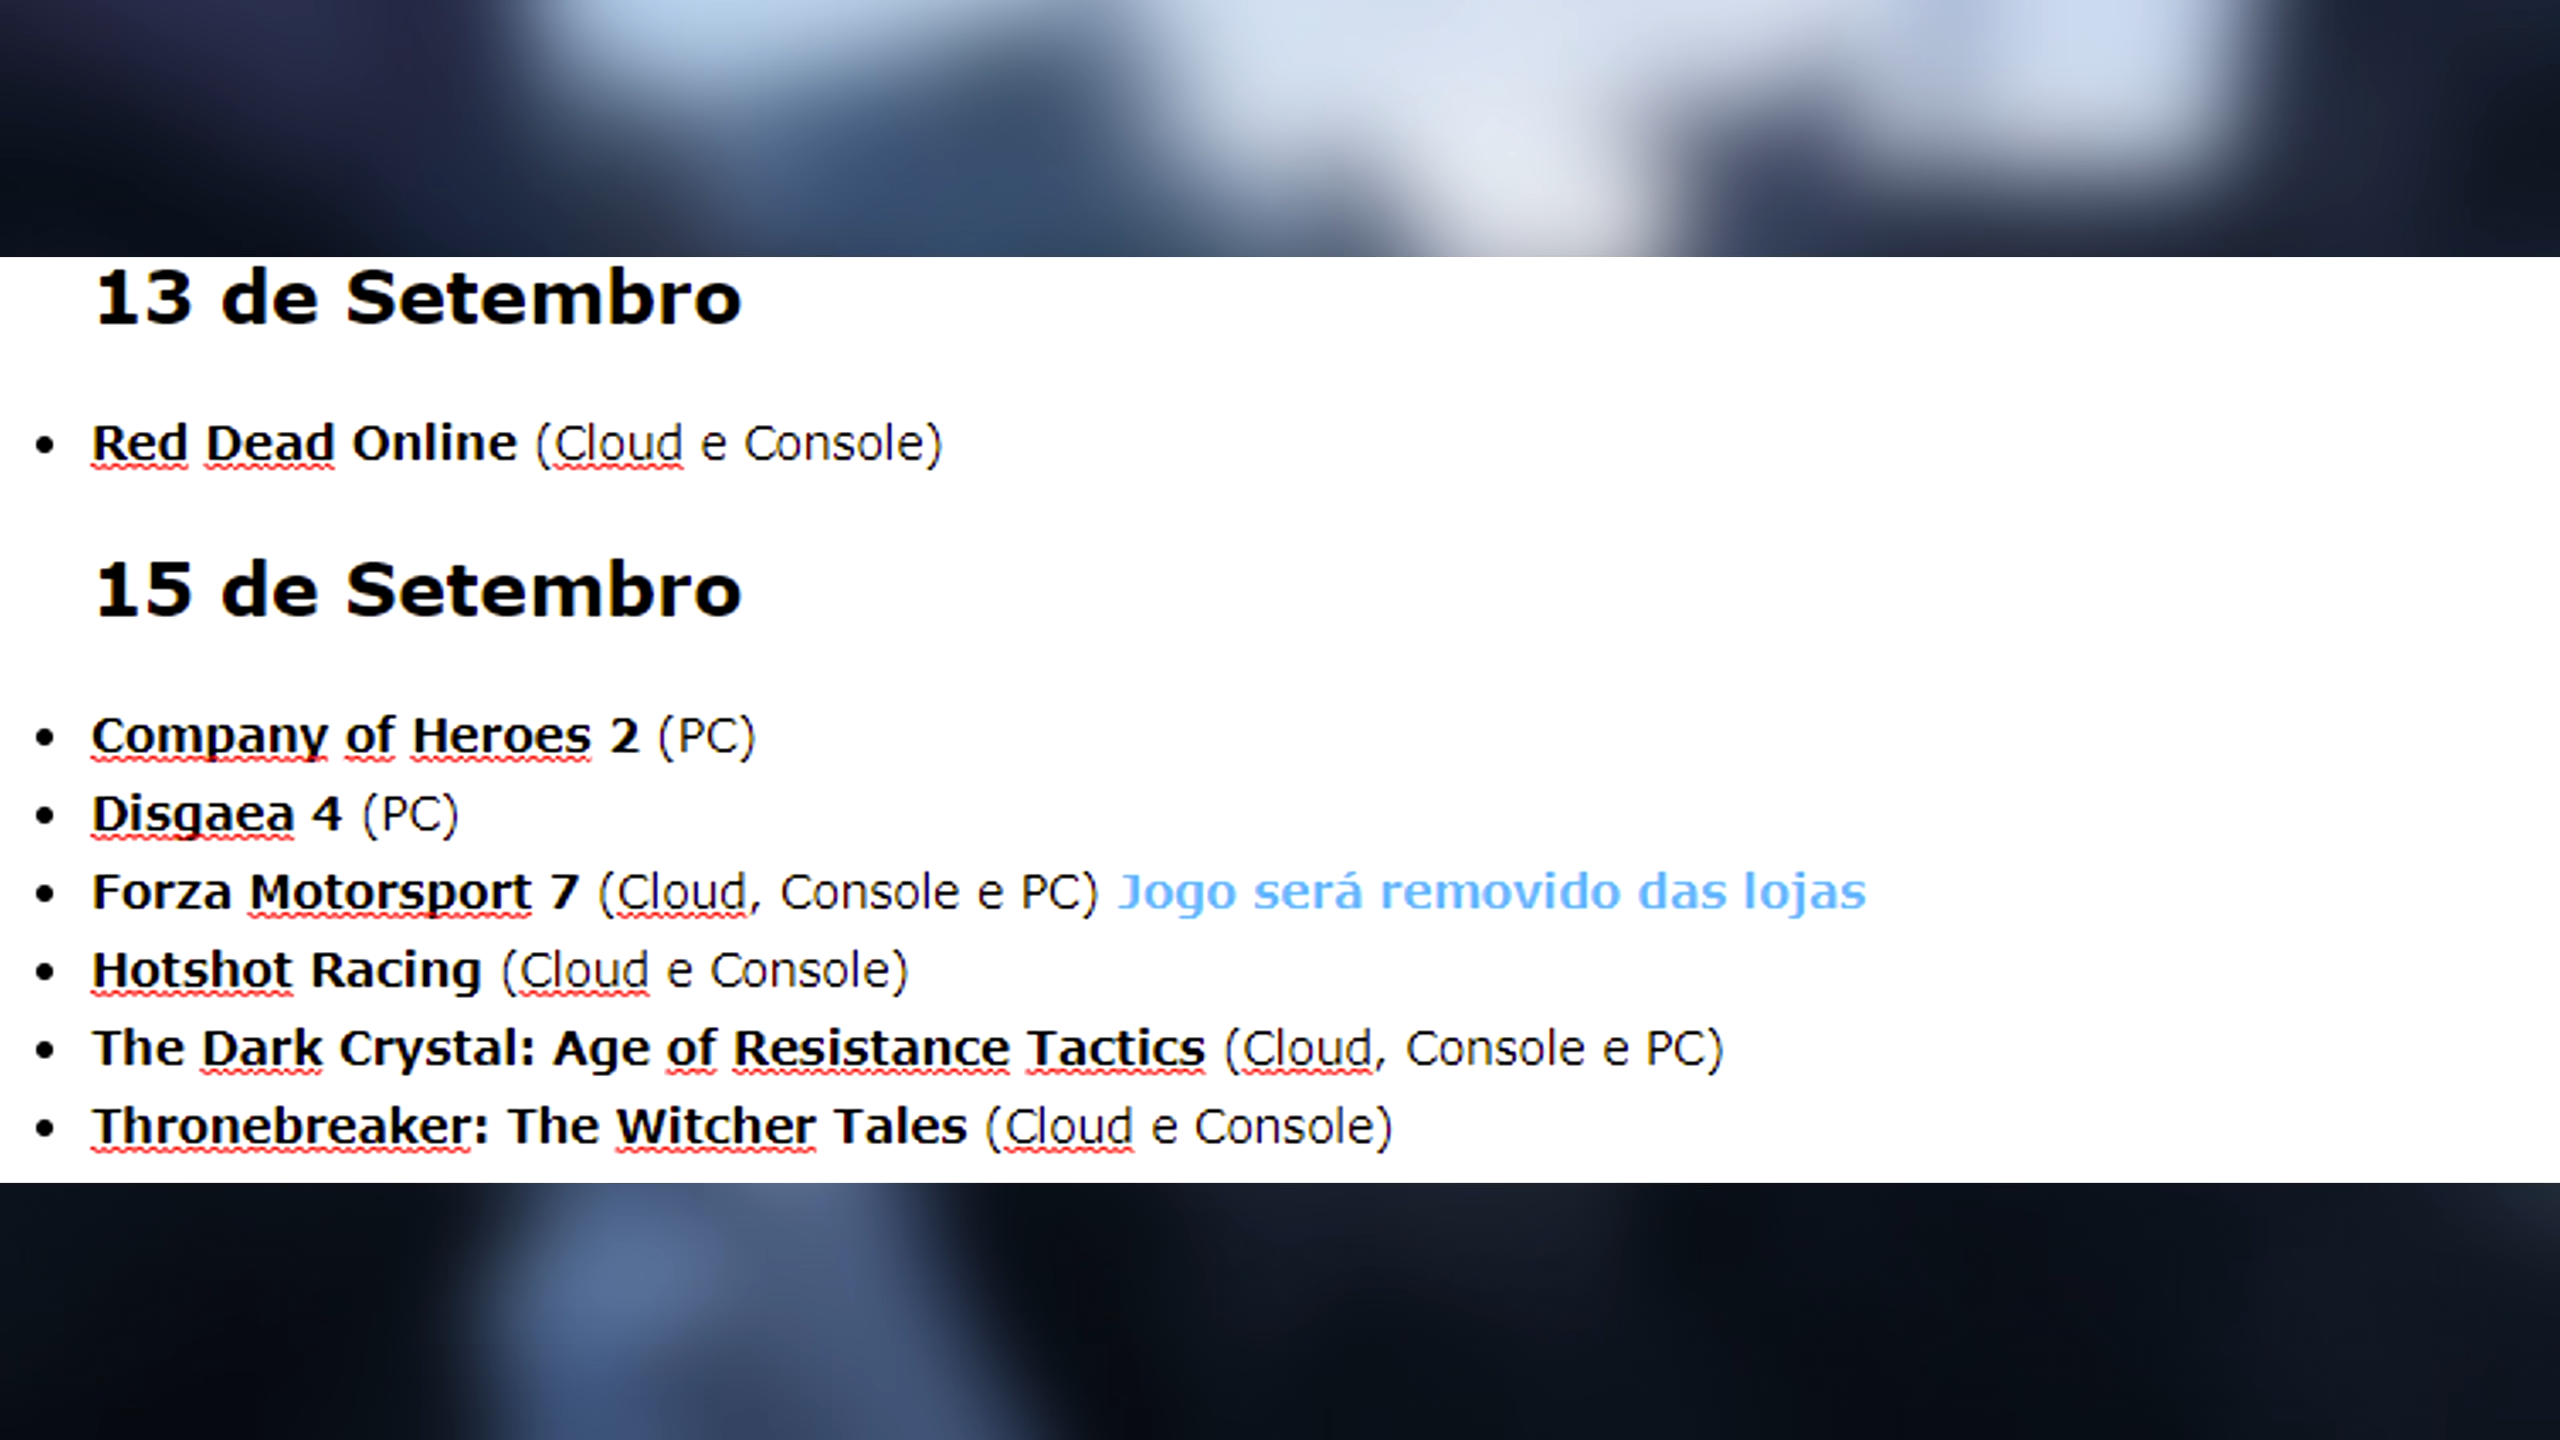 13 de Setembro
• Red Dead Online (Cloud e Console)
15 de Setembro
• Company of Heroes 2 (PC)
• Disgaea 4 (PC)
• Forza Motorsport 7 (Cloud, Console e PC) Jogo será removido das lojas
• Hotshot Racing (Cloud e Console)
• The Dark Crystal: Age of Resistance Tactics (Cloud, Console e PC)
• Thronebreaker: The Witcher Tales (Cloud e Console)